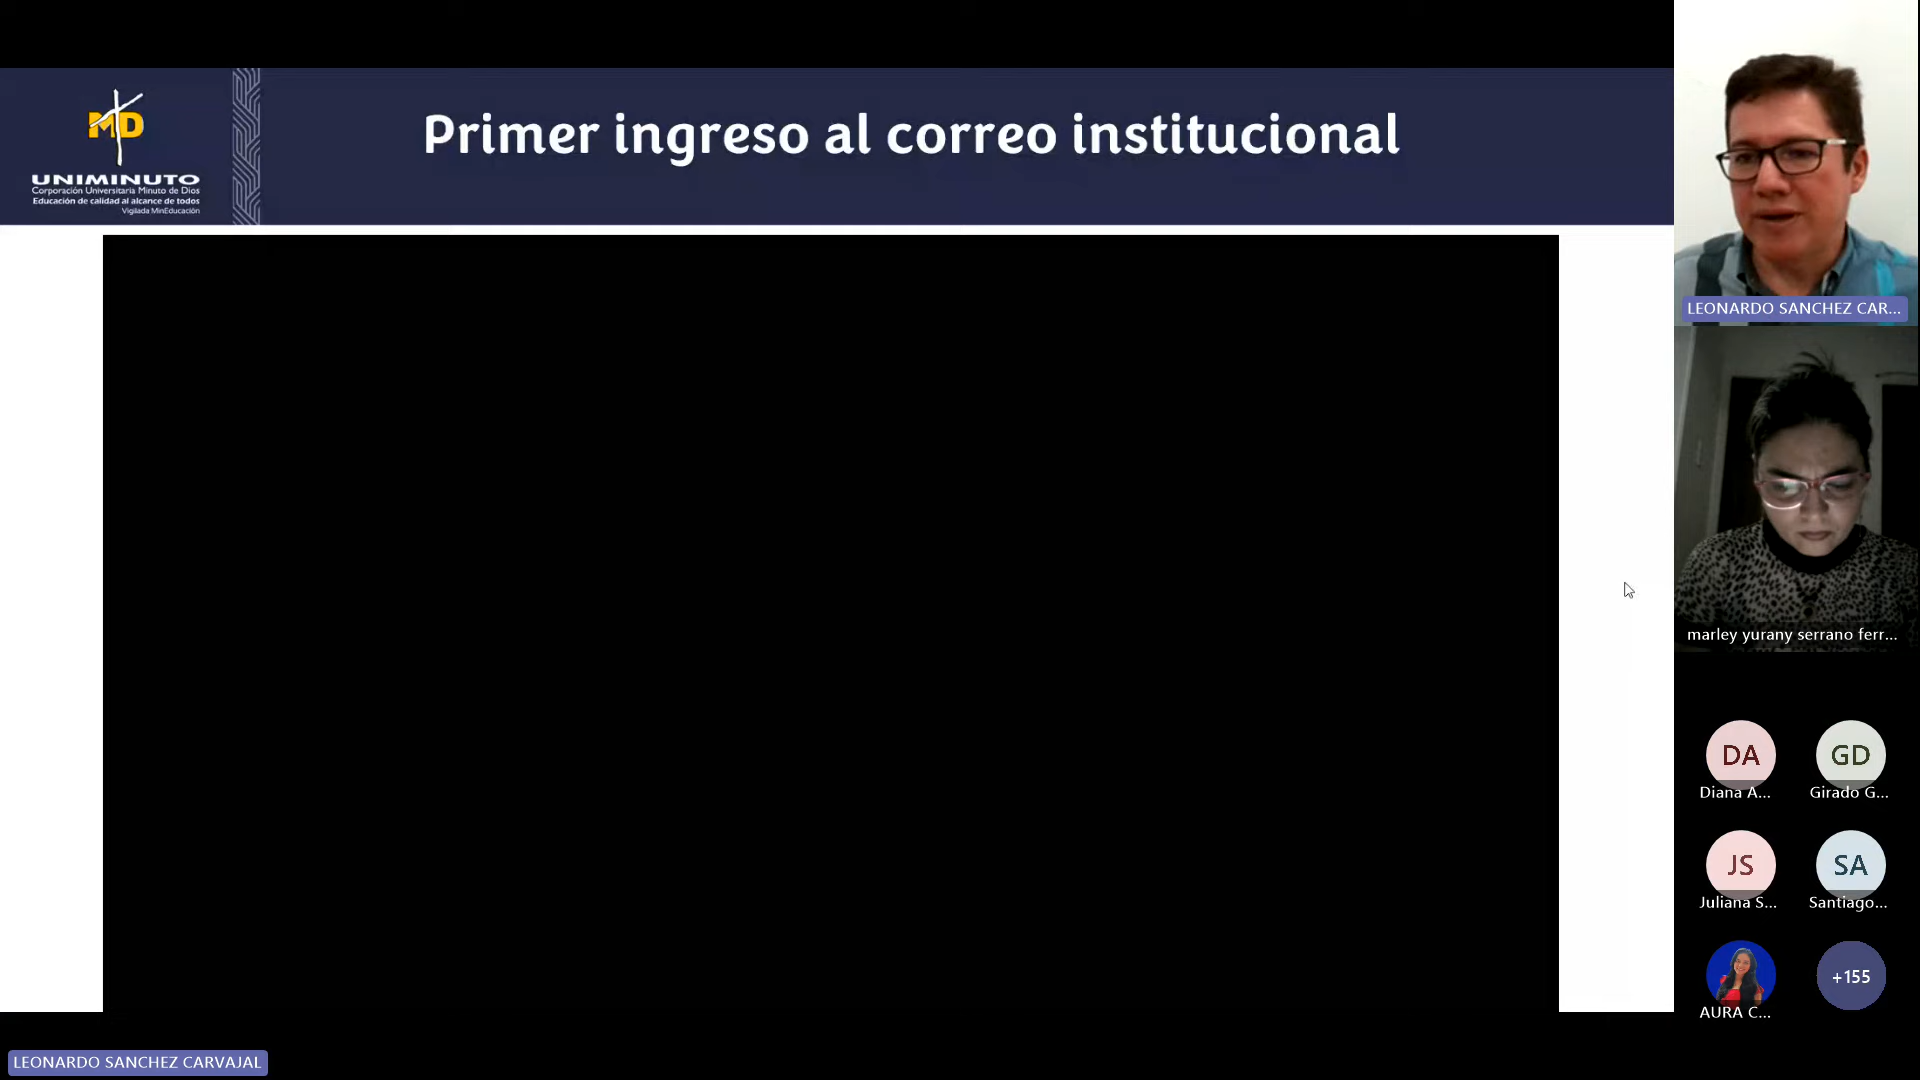 MD
UNIMINUTO
Corporación Universitaria Minuto de Dios
Educación de calidad al alcance de todos
Vigilada MinEducación
Primer ingreso al correo institucional
LEONARDO SANCHEZ CAR...
marley yurany serrano ferr...
DA
GD
Diana A...
Girado G...
JS
SA
Juliana S...
Santiago...
+155
AURA C...
LEONARDO SANCHEZ CARVAJAL